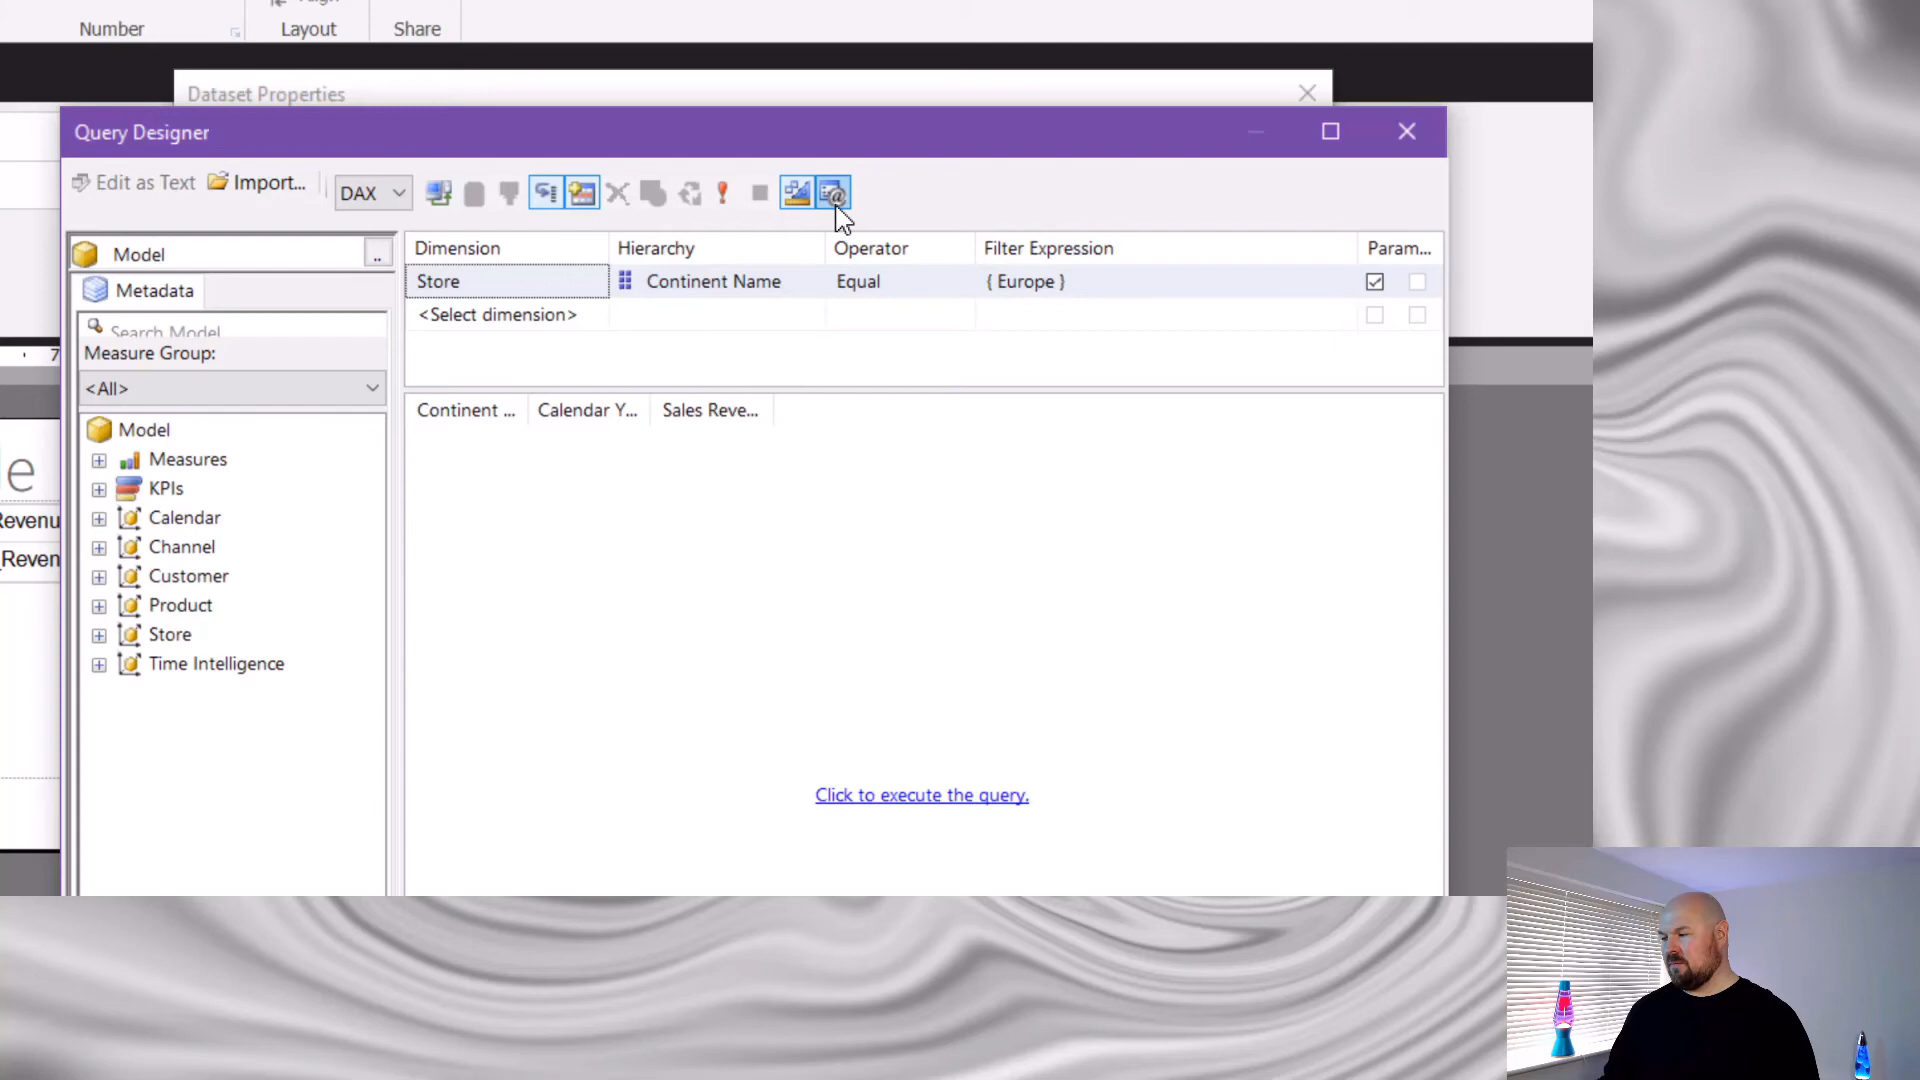 Number
Layout
Share
Dataset Properties
Query Designer
Edit as Text
Import...
DAX
Model
..
Metadata
Search Model
Measure Group:
<All>
Model
Measures
KPIs
Calendar
Channel
Customer
Product
Store
Time Intelligence
Dimension Hierarchy Operator Filter Expression Param...
Store Continent Name Equal { Europe }
<Select dimension>
Continent ... Calendar Y... Sales Reve...
Click to execute the query.
7
e
Revenu
_Reven